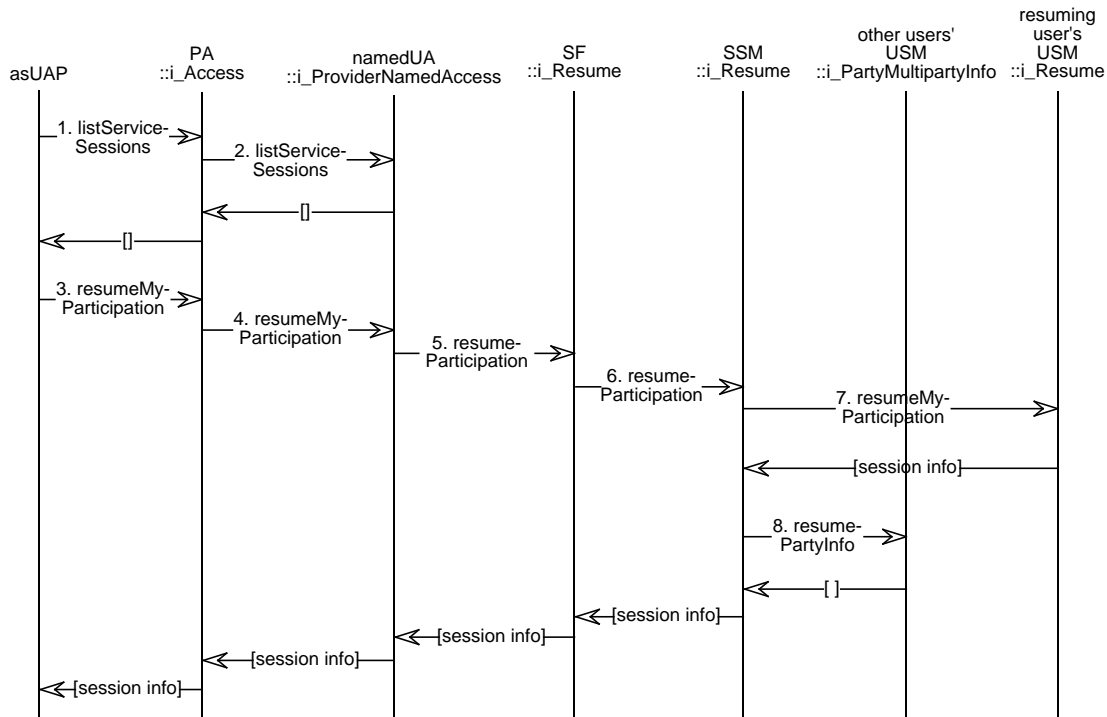 asUAP
PA
::i_Access
namedUA
::i_ProviderNamedAccess
SF
::i_Resume
SSM
::i_Resume
other users'
USM
::i_PartyMultipartyInfo
resuming
user's
USM
::i_Resume
1. listService-
Sessions
2. listService-
Sessions
[]
[]
3. resumeMy-
Participation
4. resumeMy-
Participation
5. resume-
Participation
6. resume-
Participation
7. resumeMy-
Participation
[session info]
8. resume-
PartyInfo
[ ]
[session info]
[session info]
[session info]
[session info]